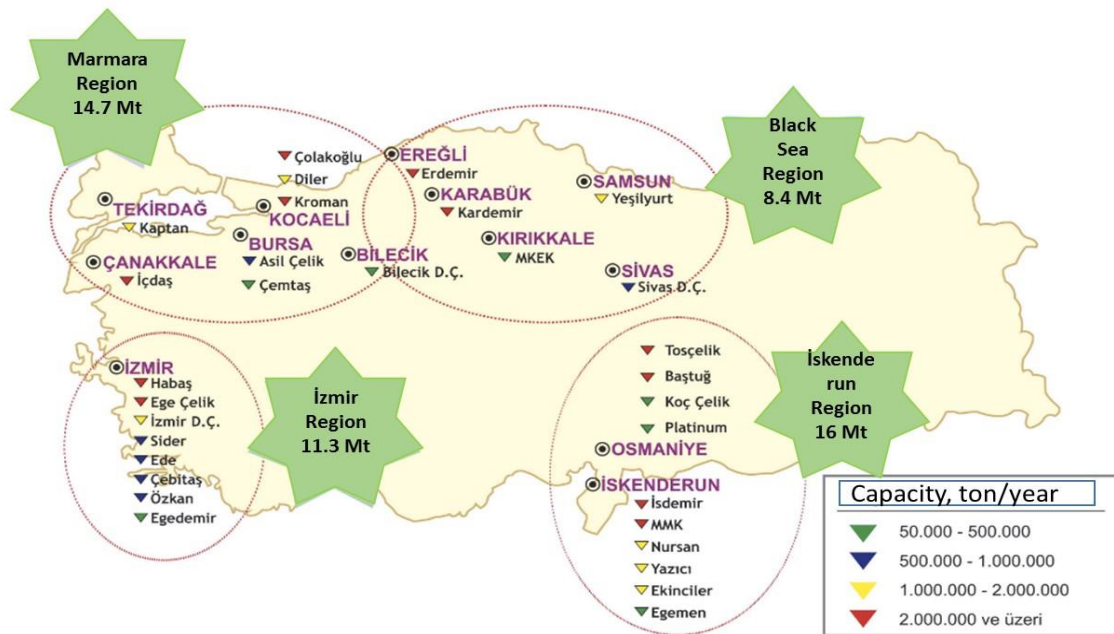 Marmara
Region
14.7 Mt
Black
Sea
Region
8.4 Mt
Çolakoğlu
Diler
Kroman
KOCAELİ
EREĞLİ
Erdemir
KARABÜK
Kardemir
SAMSUN
Yeşilyurt
TEKİRDAĞ
Kaptan
BURSA
Asil Çelik
Çemtaş
BİLECİK
Bilecik D.Ç.
KIRIKKALE
MKEK
ÇANAKKALE
İçdaş
SİVAS
Sivas D.Ç.
İZMİR
Habaş
Ege Çelik
İzmir D.Ç.
Sider
Ede
Çebitaş
Özkan
Egedemir
İzmir
Region
11.3 Mt
Tosçelik
Baştuğ
Koç Çelik
Platinum
OSMANİYE
İSKENDERUN
İsdemir
MMK
Nursan
Yazıcı
Ekinciler
Egemen
İskende
run
Region
16 Mt
Capacity, ton/year
50.000 - 500.000
500.000 - 1.000.000
1.000.000 - 2.000.000
2.000.000 ve üzeri